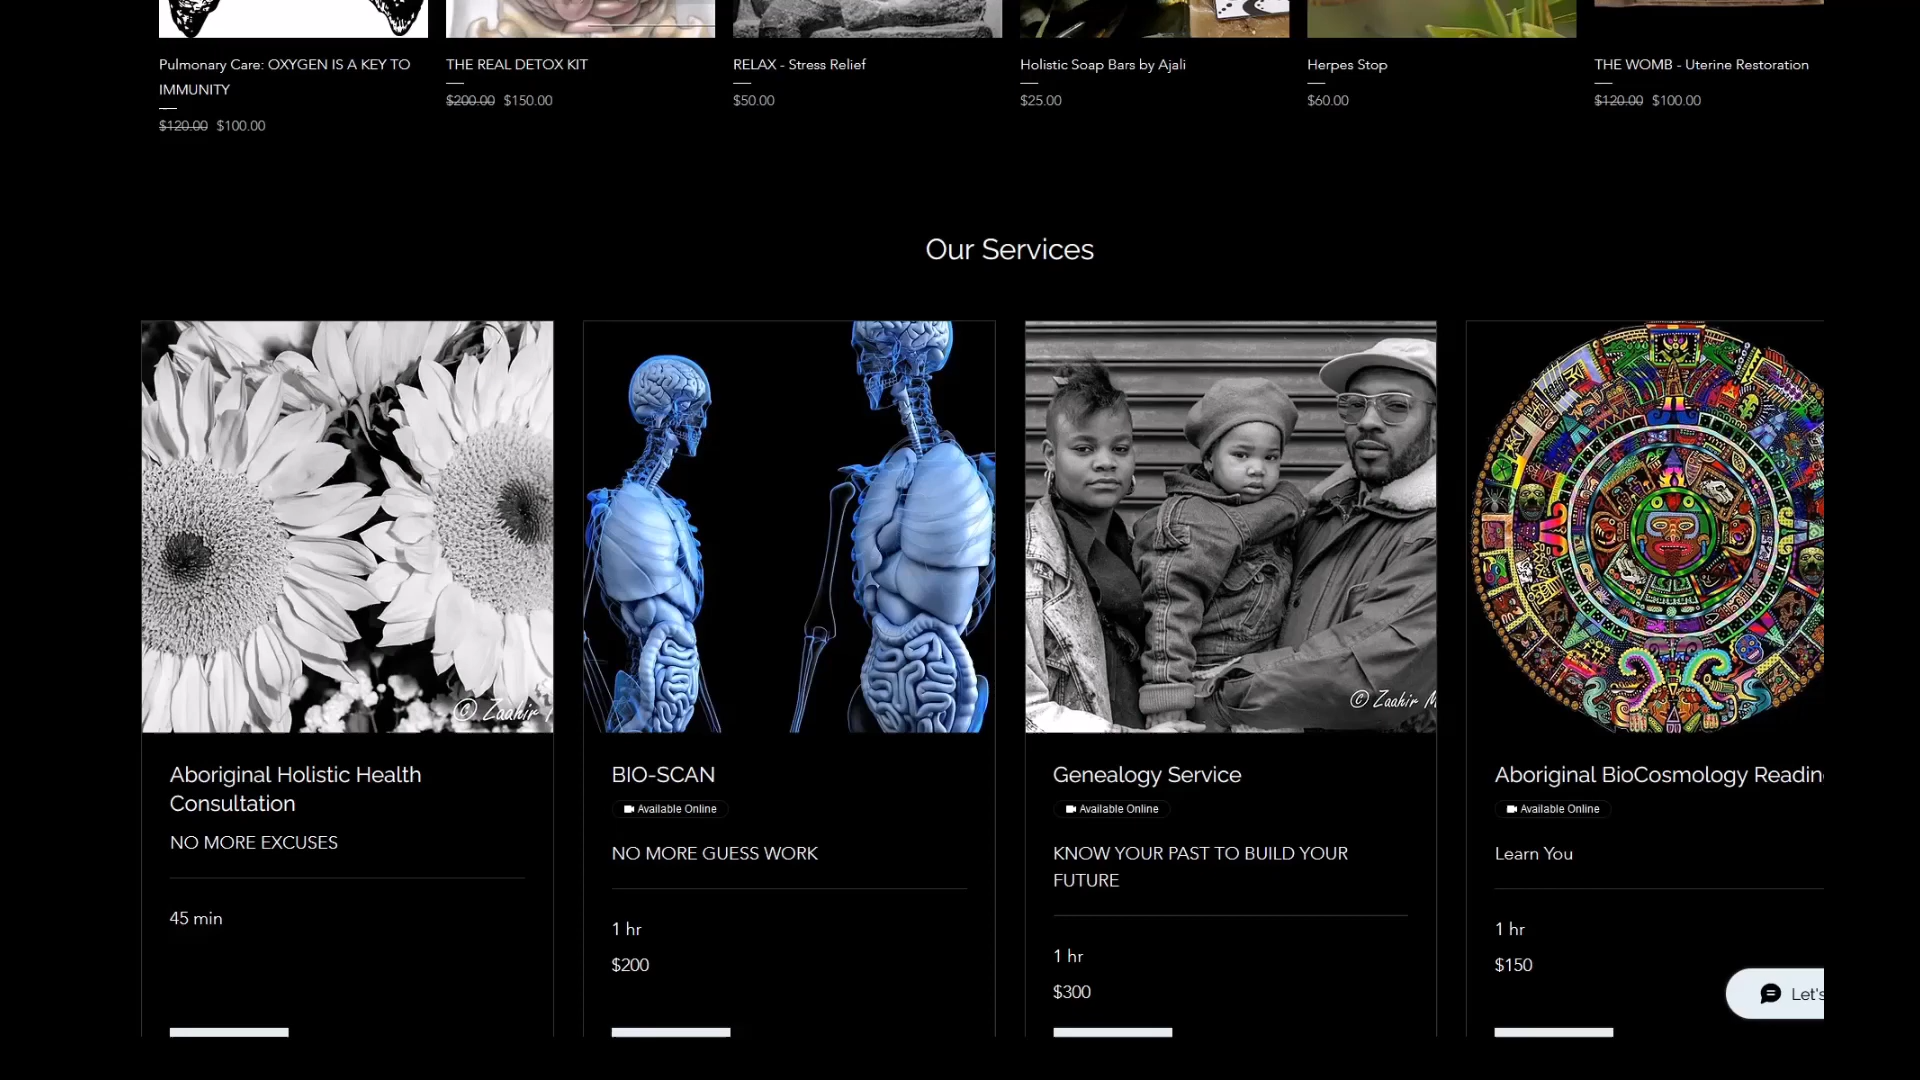 Pulmonary Care: OXYGEN IS A KEY TO
IMMUNITY
$120.00 $100.00
THE REAL DETOX KIT
$200.00 $150.00
RELAX - Stress Relief
$50.00
Holistic Soap Bars by Ajali
$25.00
Herpes Stop
$60.00
THE WOMB - Uterine Restoration
$120.00 $100.00
Our Services
© Zaahir
© Zaahir M
Aboriginal Holistic Health
Consultation
NO MORE EXCUSES
45 min
BIO-SCAN
Available Online
NO MORE GUESS WORK
1 hr
$200
Genealogy Service
Available Online
KNOW YOUR PAST TO BUILD YOUR
FUTURE
1 hr
$300
Aboriginal BioCosmology Readin
Available Online
Learn You
1 hr
$150
Let's